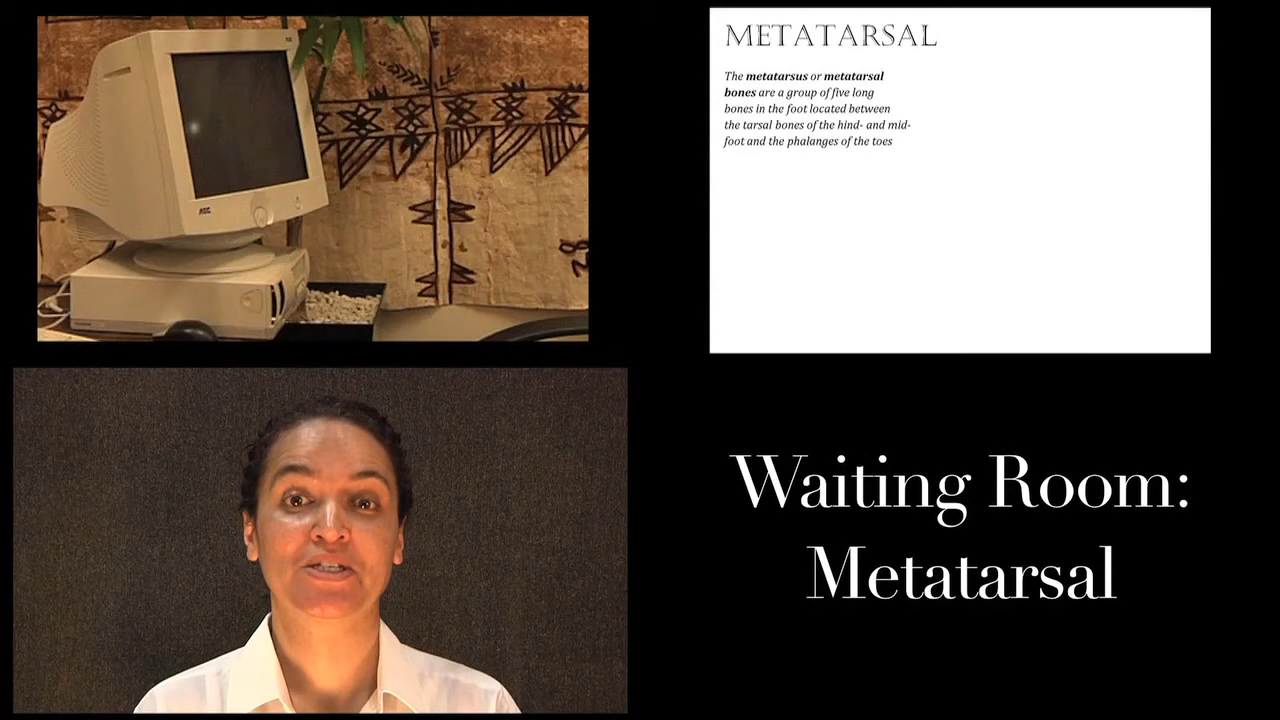 AOC
METATARSAL
The metatarsus or metatarsal
bones are a group of five long
bones in the foot located between
the tarsal bones of the hind- and mid-
foot and the phalanges of the toes
Waiting Room:
Metatarsal